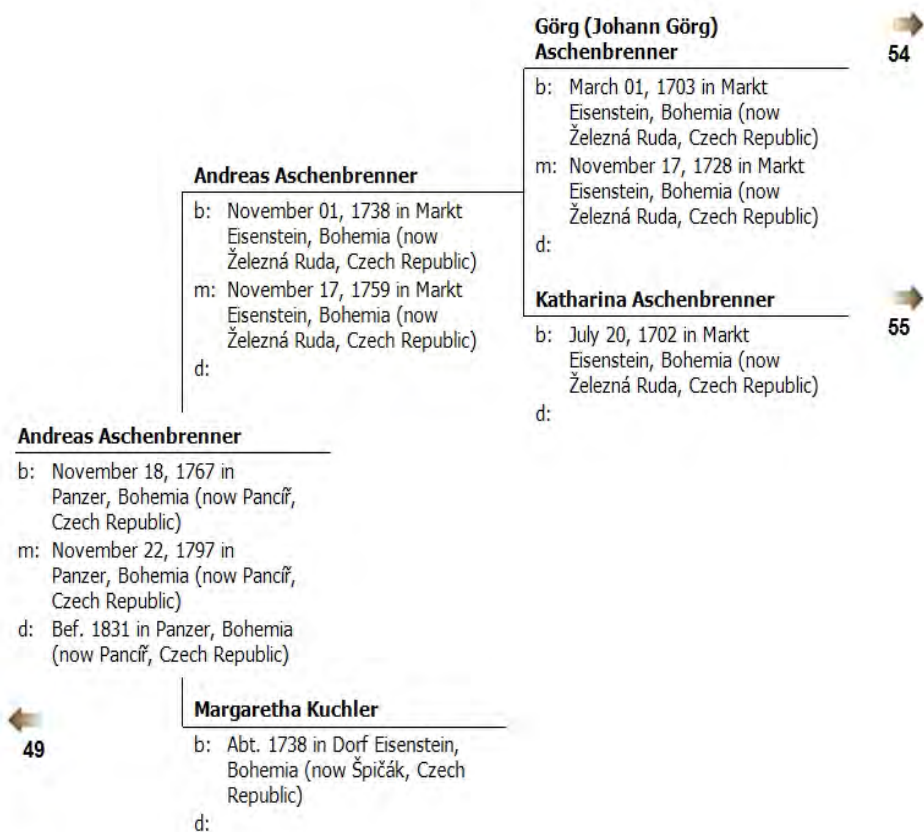 Görg (Johann Görg)
Aschenbrenner
54
b: March 01, 1703 in Markt
Eisenstein, Bohemia (now
Železná Ruda, Czech Republic)
m: November 17, 1728 in Markt
Eisenstein, Bohemia (now
Železná Ruda, Czech Republic)
d:
Andreas Aschenbrenner
b: November 01, 1738 in Markt
Eisenstein, Bohemia (now
Železná Ruda, Czech Republic)
m: November 17, 1759 in Markt
Eisenstein, Bohemia (now
Železná Ruda, Czech Republic)
d:
Katharina Aschenbrenner
55
b: July 20, 1702 in Markt
Eisenstein, Bohemia (now
Železná Ruda, Czech Republic)
d:
Andreas Aschenbrenner
b: November 18, 1767 in
Panzer, Bohemia (now Pancíř,
Czech Republic)
m: November 22, 1797 in
Panzer, Bohemia (now Pancíř,
Czech Republic)
d: Bef. 1831 in Panzer, Bohemia
(now Pancíř, Czech Republic)
49
Margaretha Kuchler
b: Abt. 1738 in Dorf Eisenstein,
Bohemia (now Špičák, Czech
Republic)
d: